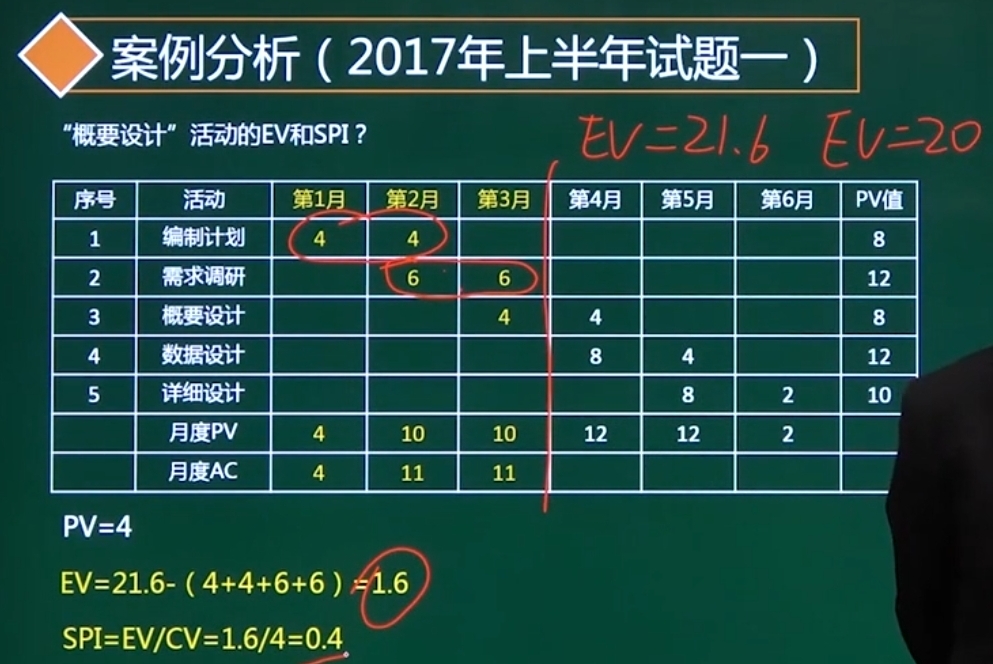 案例分析（2017年上半年试题一）
“概要设计”活动的EV和SPI？
EV=21.6 EV=20
序号 活动 第1月 第2月 第3月 第4月 第5月 第6月 PV值
1 编制计划 4 4 8
2 需求调研 6 6 12
3 概要设计 4 4 8
4 数据设计 8 4 12
5 详细设计 8 2 10
月度PV 4 10 10 12 12 2
月度AC 4 11 11
PV=4
EV=21.6-（4+4+6+6）=1.6
SPI=EV/CV=1.6/4=0.4